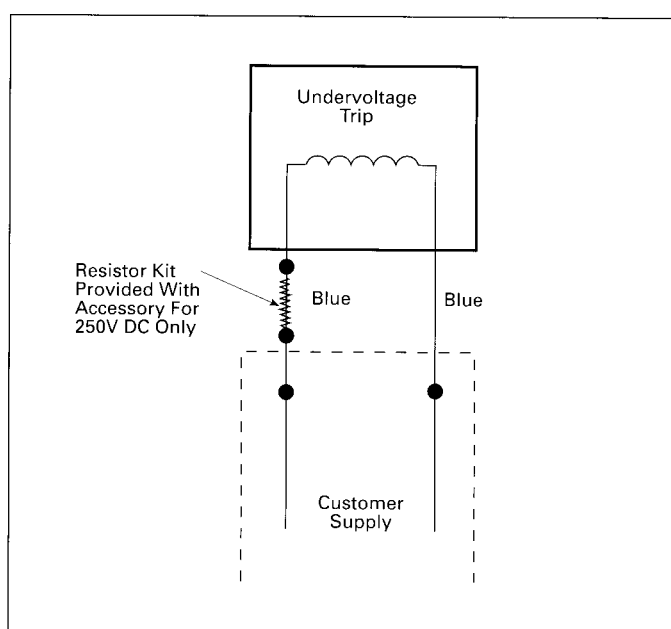 Undervoltage
Trip
Resistor Kit
Provided With
Accessory For
250V DC Only
Blue
Blue
Customer
Supply